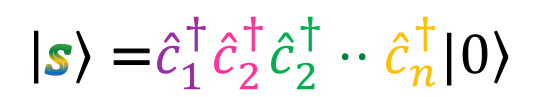 |s⟩ = ĉ₁† ĉ₂† ĉ₂† ·· ĉₙ† |0⟩